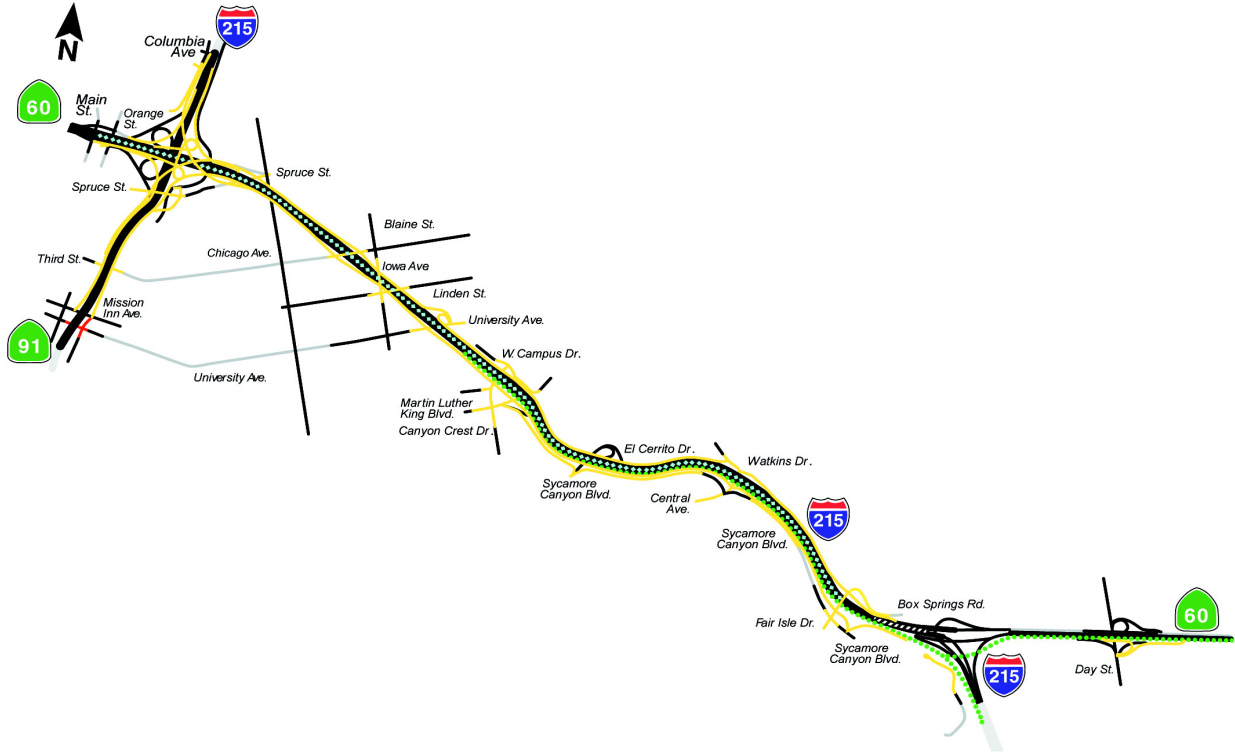 N
215
Columbia
Ave
60
Main
St.
Orange
St.
Spruce St.
Spruce St.
Blaine St.
Third St.
Chicago Ave.
Iowa Ave
Linden St.
Mission
Inn Ave.
University Ave.
91
W. Campus Dr.
University Ave.
Martin Luther
King Blvd.
Canyon Crest Dr.
El Cerrito Dr.
Watkins Dr.
Sycamore
Canyon Blvd.
Central
Ave.
215
Sycamore
Canyon Blvd.
Box Springs Rd.
60
Fair Isle Dr.
Sycamore
Canyon Blvd.
215
Day St.